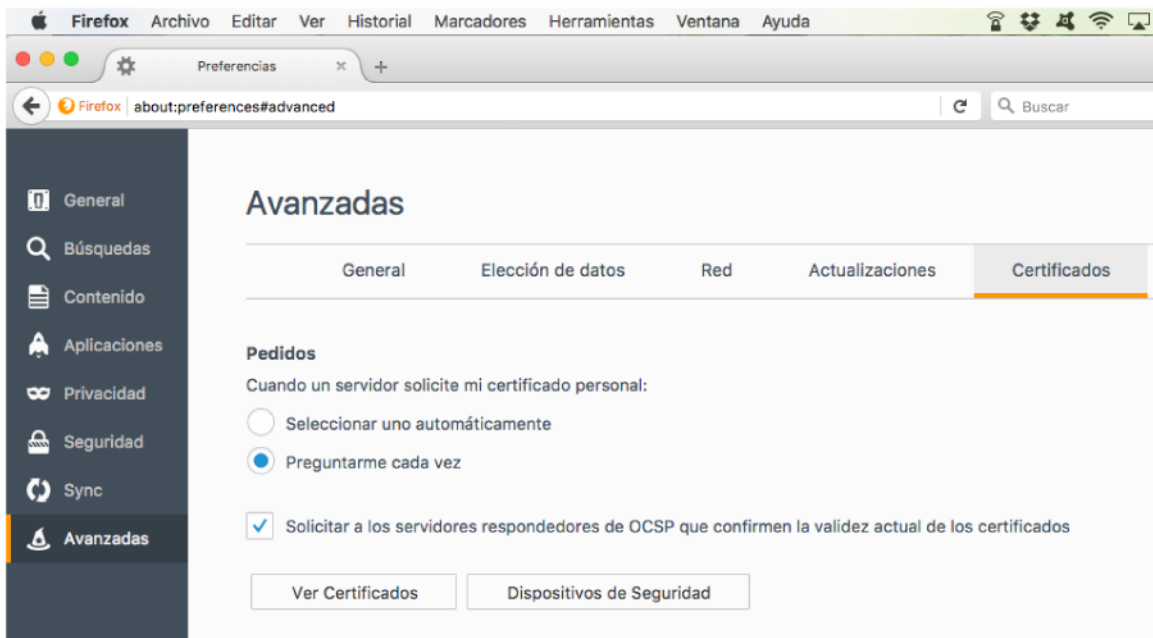 Firefox Archivo Editar Ver Historial Marcadores Herramientas Ventana Ayuda
Preferencias
Firefox about:preferences#advanced
Buscar
General
Búsquedas
Contenido
Aplicaciones
Privacidad
Seguridad
Sync
Avanzadas
Avanzadas
General Elección de datos Red Actualizaciones Certificados
Pedidos
Cuando un servidor solicite mi certificado personal:
Seleccionar uno automáticamente
Preguntarme cada vez
Solicitar a los servidores respondedores de OCSP que confirmen la validez actual de los certificados
Ver Certificados Dispositivos de Seguridad